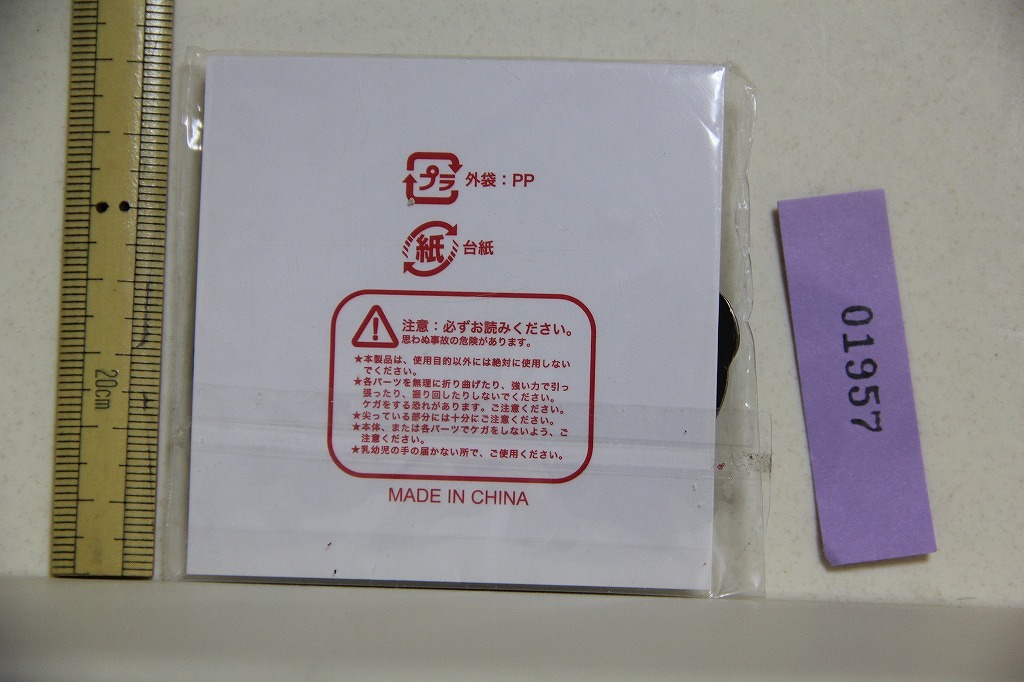 プラ 外袋：PP
紙 台紙
注意：必ずお読みください。
思わぬ事故の危険があります。
★本製品は、使用目的以外には絶対に使用しない
でください。
★各パーツを無理に折り曲げたり、強い力で引っ
張ったり、振り回したりしないでください。
ケガをする恐れがあります。ご注意ください。
★尖っている部分には十分にご注意ください。
★本体、または各パーツでケガをしないよう、ご
注意ください。
★乳幼児の手の届かない所で、ご使用ください。
MADE IN CHINA
20cm
01957